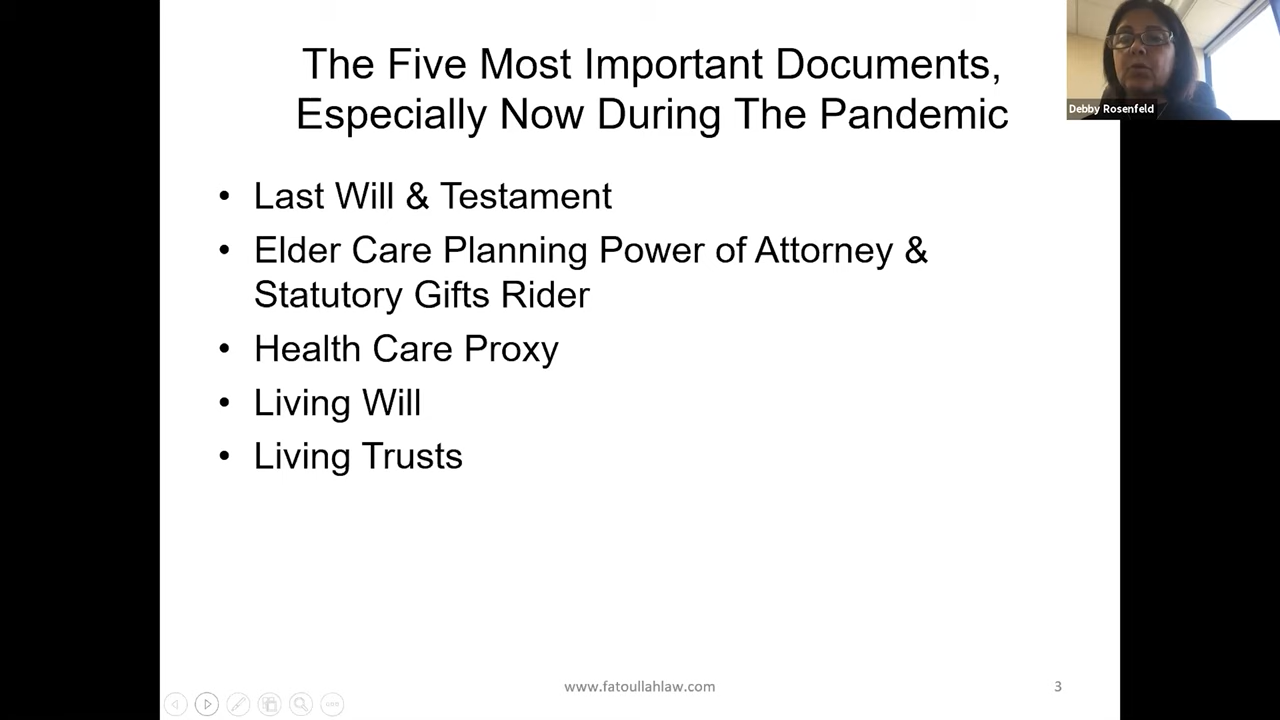 The Five Most Important Documents,
Especially Now During The Pandemic
Debby Rosenfeld
• Last Will & Testament
• Elder Care Planning Power of Attorney &
Statutory Gifts Rider
• Health Care Proxy
• Living Will
• Living Trusts
www.fatoullahlaw.com
3